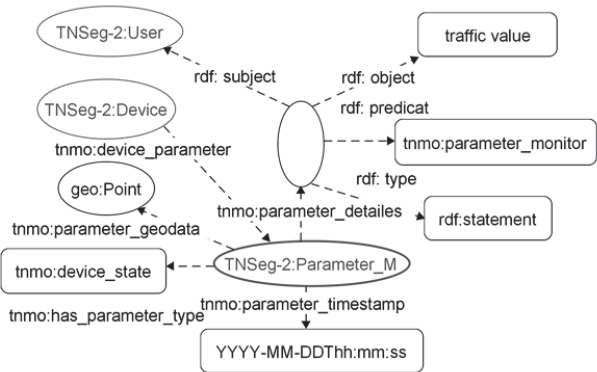 TNSeg-2:User
traffic value
rdf: subject
rdf: object
TNSeg-2:Device
rdf: predicat
tnmo:device_parameter
tnmo:parameter_monitor
geo:Point
rdf: type
tnmo:parameter_detailes
rdf:statement
tnmo:parameter_geodata
TNSeg-2:Parameter_M
tnmo:device_state
tnmo:parameter_timestamp
tnmo:has_parameter_type
YYYY-MM-DDThh:mm:ss